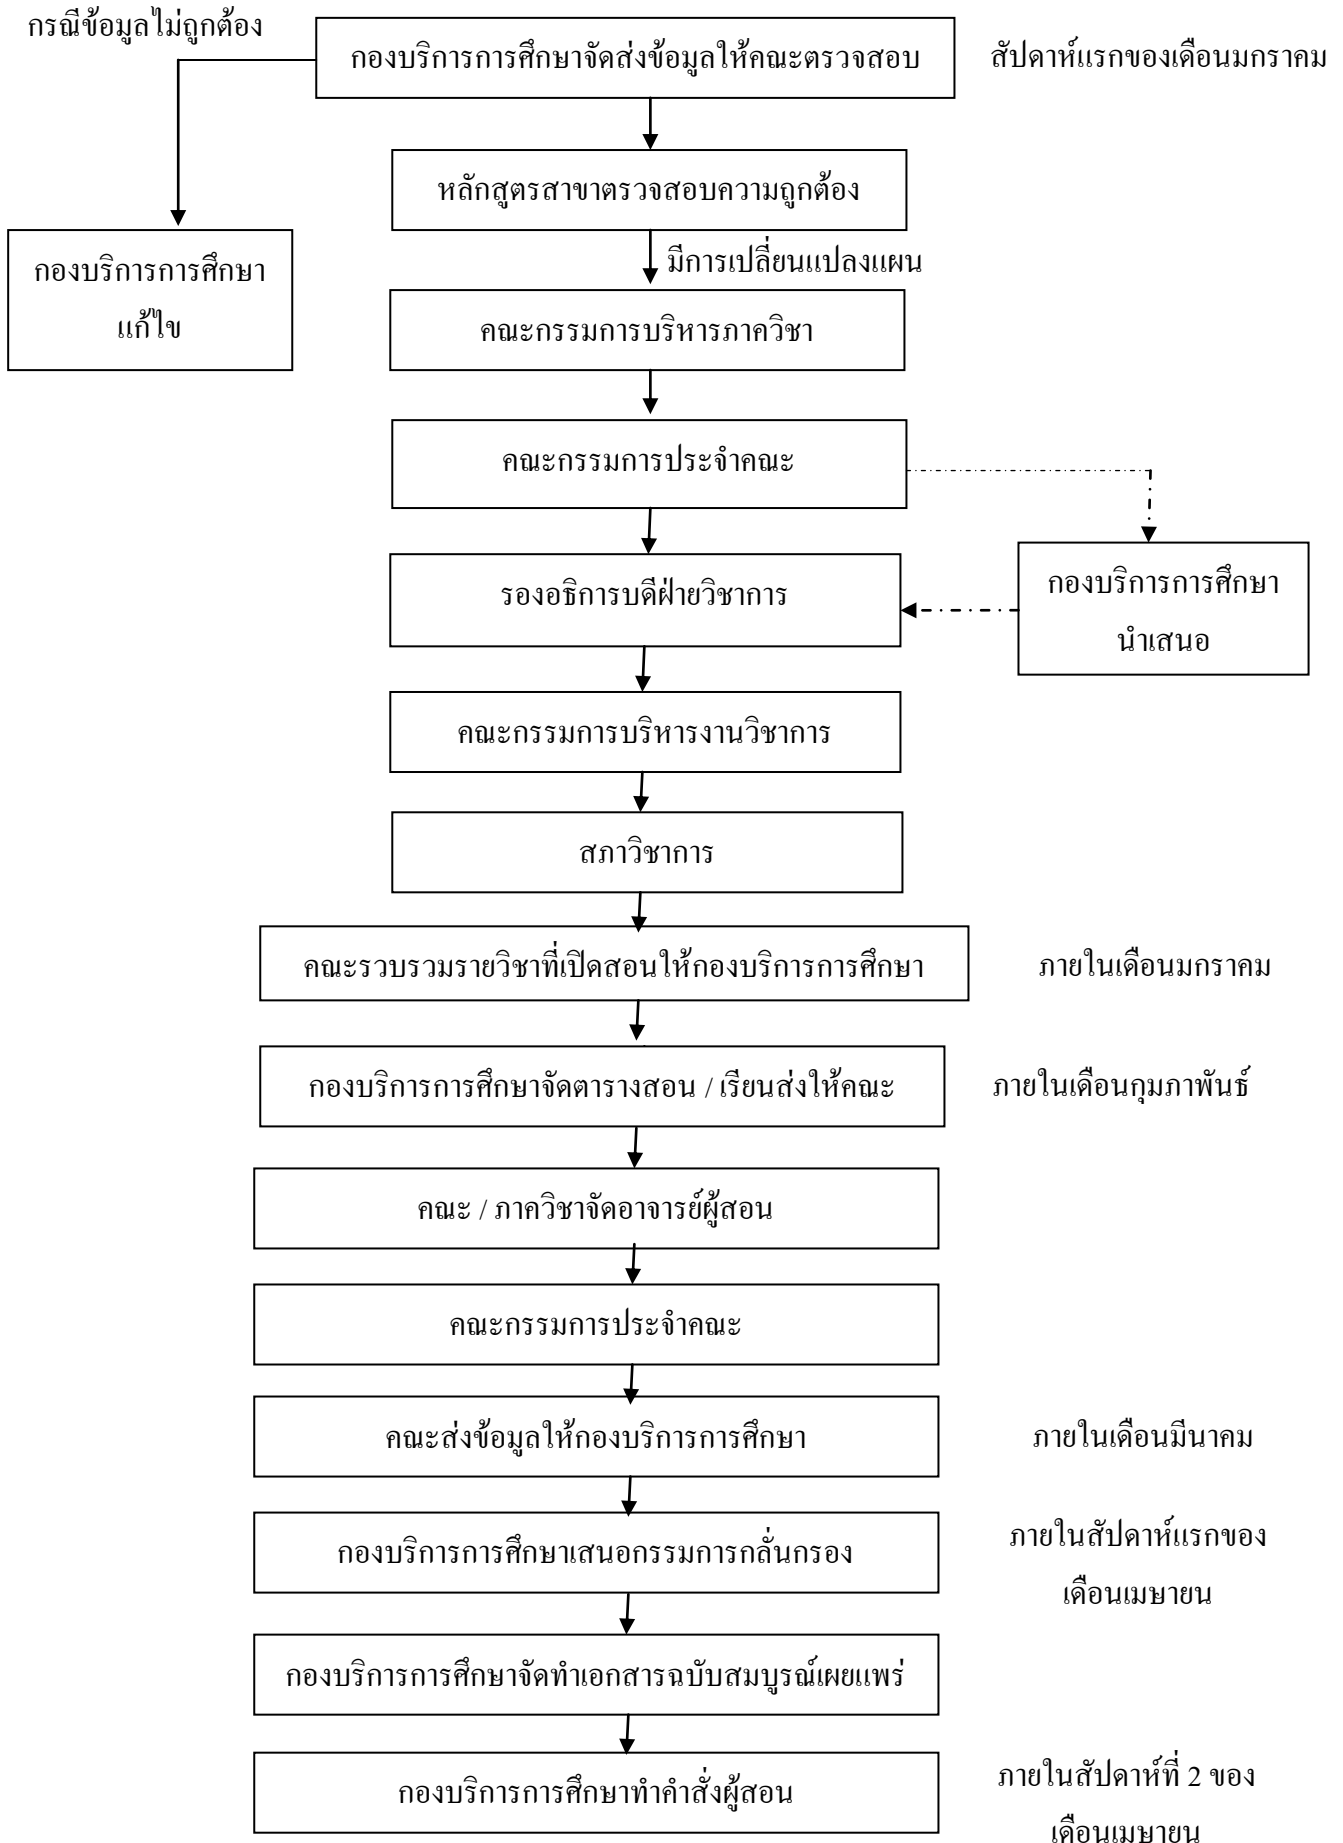 กรณีข้อมูลไม่ถูกต้อง
กองบริการการศึกษาจัดส่งข้อมูลให้คณะตรวจสอบ
สัปดาห์แรกของเดือนมกราคม
หลักสูตรสาขาตรวจสอบความถูกต้อง
มีการเปลี่ยนแปลงแผน
กองบริการการศึกษา
แก้ไข
คณะกรรมการบริหารภาควิชา
คณะกรรมการประจำคณะ
รองอธิการบดีฝ่ายวิชาการ
กองบริการการศึกษา
นำเสนอ
คณะกรรมการบริหารงานวิชาการ
สภาวิชาการ
คณะรวบรวมรายวิชาที่เปิดสอนให้กองบริการการศึกษา
ภายในเดือนมกราคม
กองบริการการศึกษาจัดตารางสอน / เรียนส่งให้คณะ
ภายในเดือนกุมภาพันธ์
คณะ / ภาควิชาจัดอาจารย์ผู้สอน
คณะกรรมการประจำคณะ
คณะส่งข้อมูลให้กองบริการการศึกษา
ภายในเดือนมีนาคม
กองบริการการศึกษาเสนอกรรมการกลั่นกรอง
ภายในสัปดาห์แรกของ
เดือนเมษายน
กองบริการการศึกษาจัดทำเอกสารฉบับสมบูรณ์เผยแพร่
กองบริการการศึกษาทำคำสั่งผู้สอน
ภายในสัปดาห์ที่ 2 ของ
เดือนเมษายน